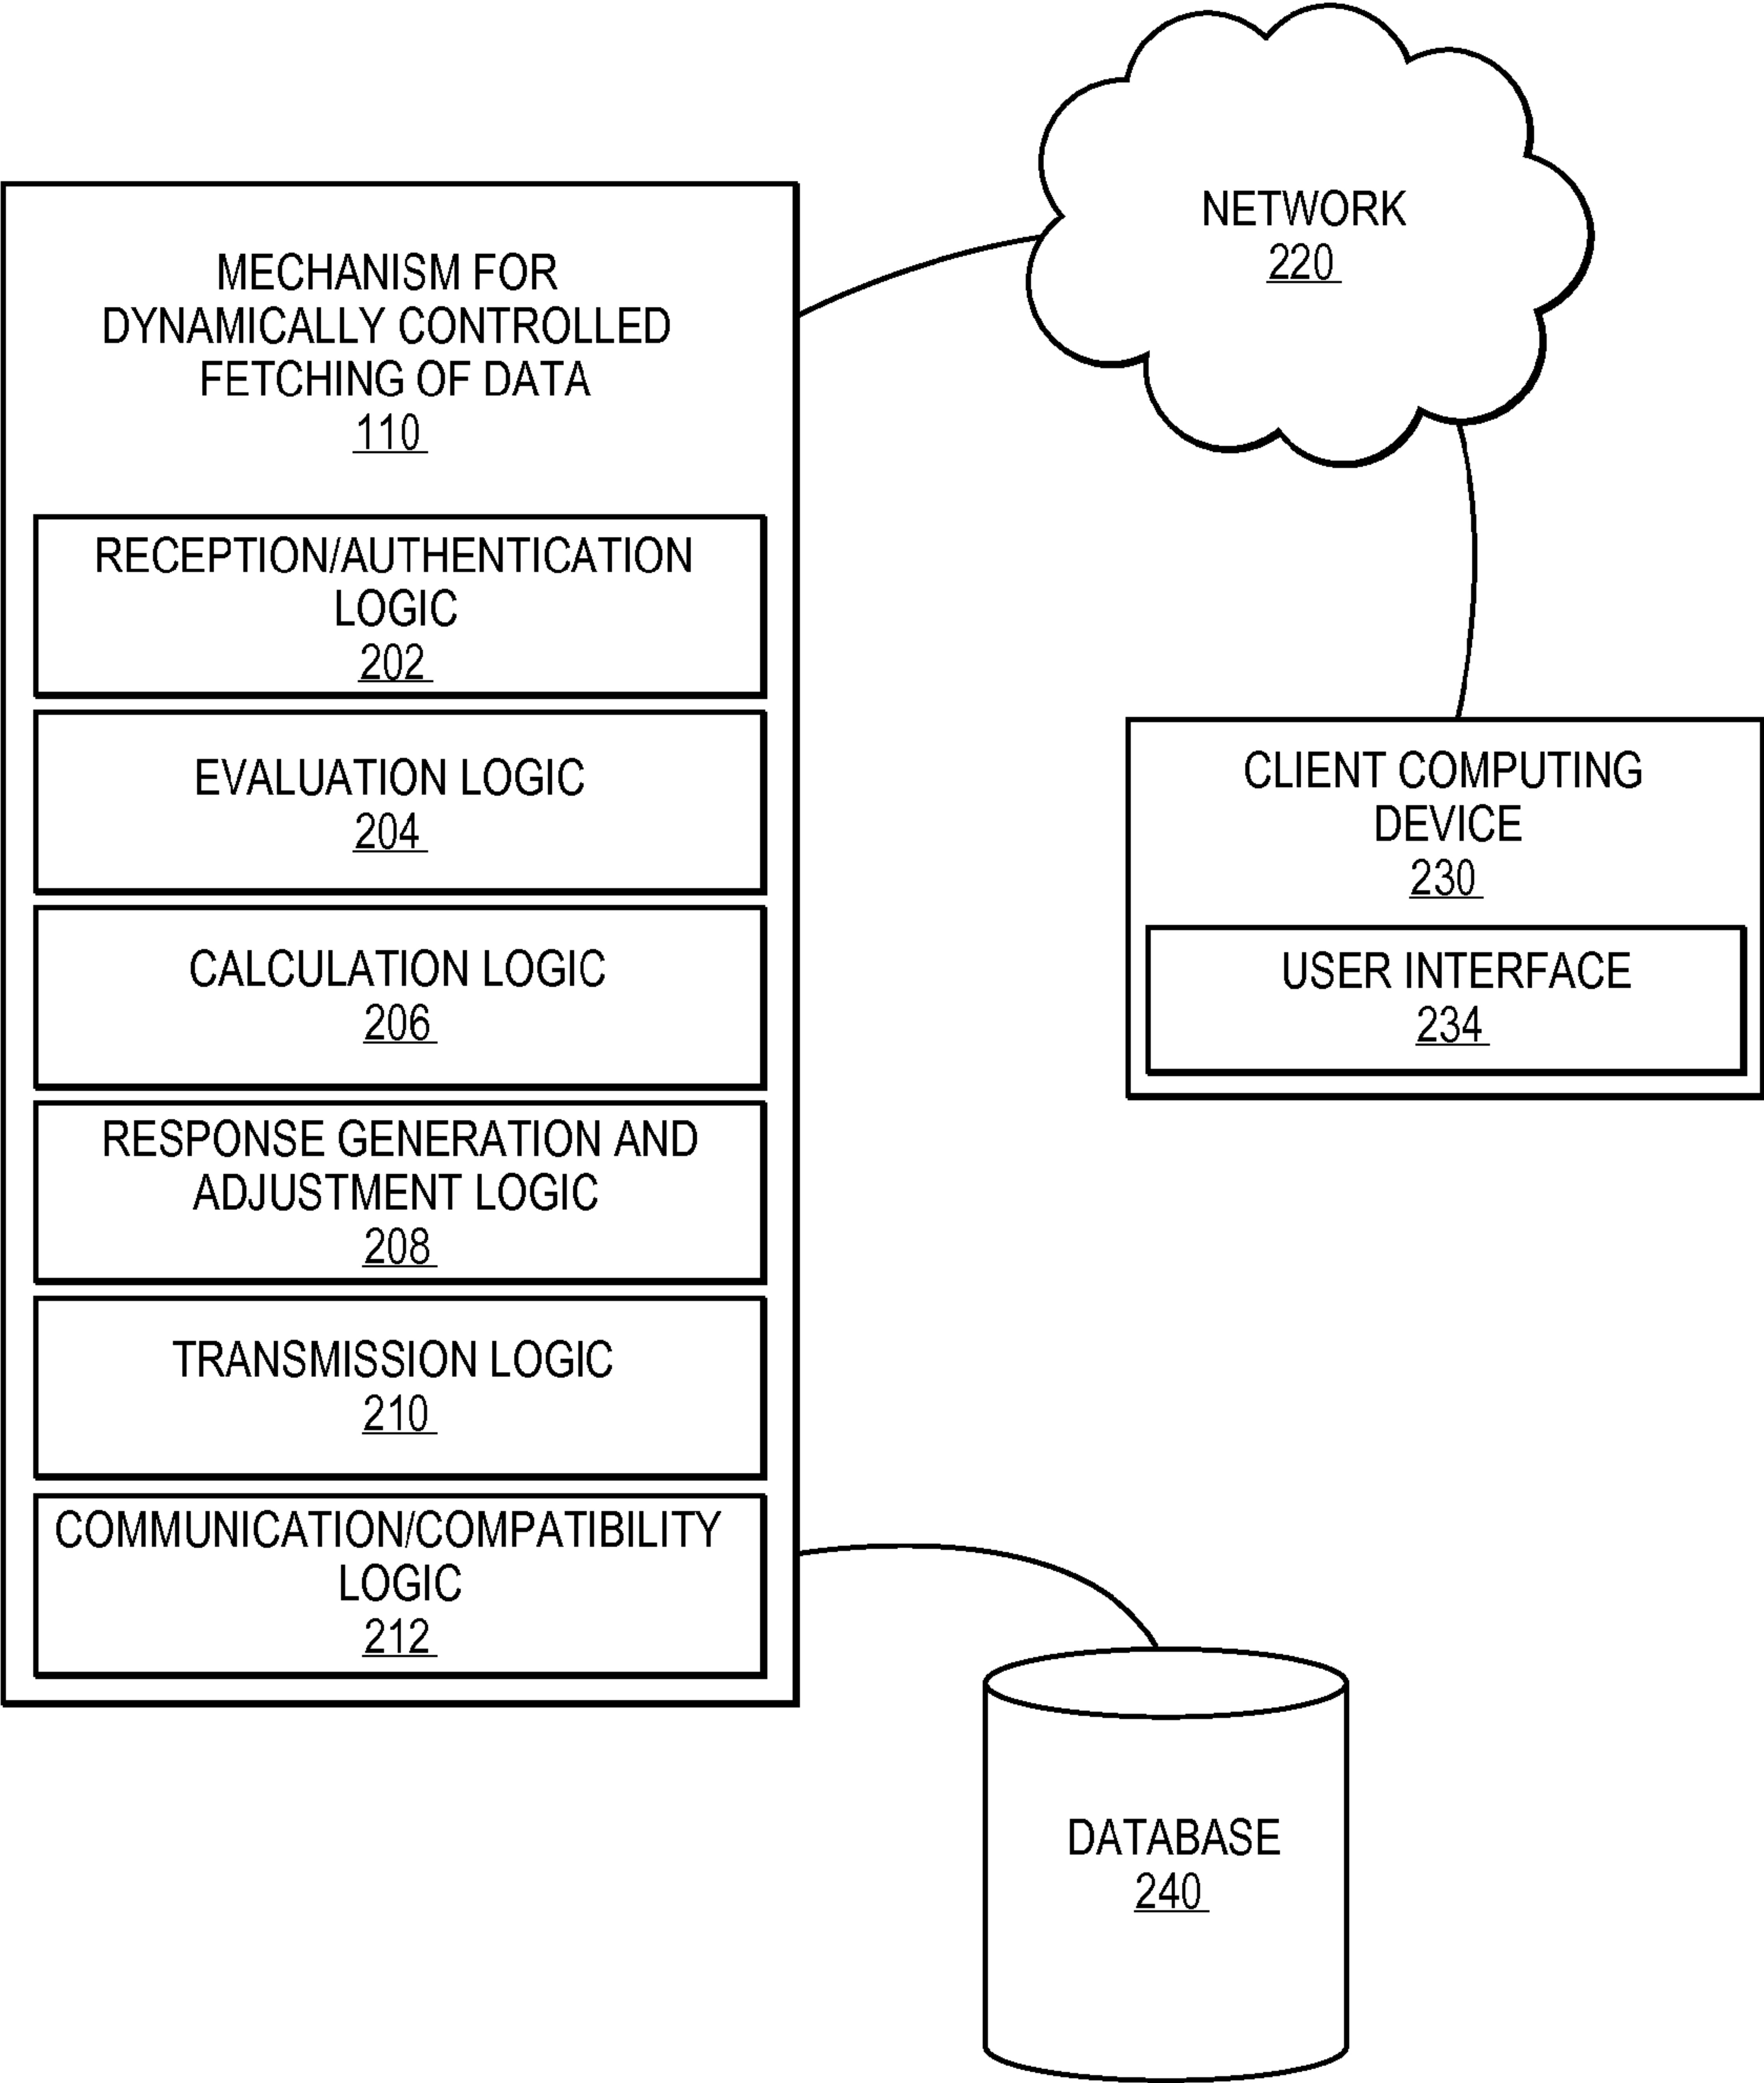 MECHANISM FOR
DYNAMICALLY CONTROLLED
FETCHING OF DATA
110
RECEPTION/AUTHENTICATION
LOGIC
202
EVALUATION LOGIC
204
CALCULATION LOGIC
206
RESPONSE GENERATION AND
ADJUSTMENT LOGIC
208
TRANSMISSION LOGIC
210
COMMUNICATION/COMPATIBILITY
LOGIC
212
NETWORK
220
CLIENT COMPUTING
DEVICE
230
USER INTERFACE
234
DATABASE
240